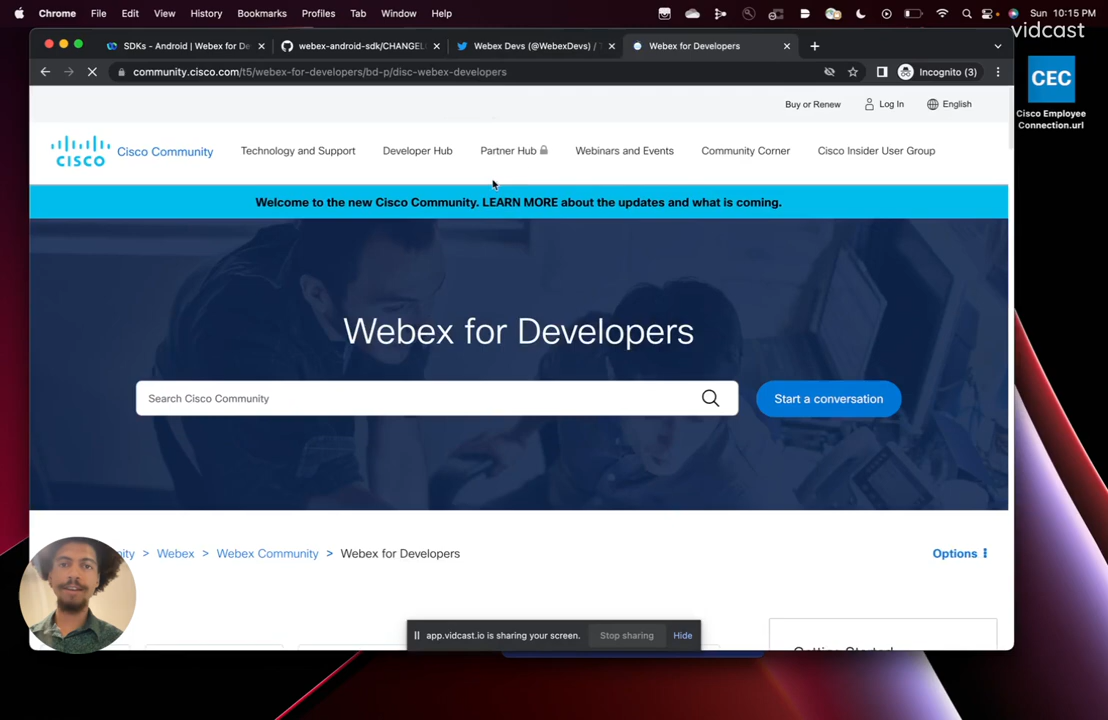 Chrome File Edit View History Bookmarks Profiles Tab Window Help Sun 10:15 PM
vidcast
SDKs - Android | Webex for De
webex-android-sdk/CHANGEL
Webex Devs (@WebexDevs) /
Webex for Developers
community.cisco.com/t5/webex-for-developers/bd-p/disc-webex-developers
Incognito (3)
CEC
Cisco Employee
Connection.url
Buy or Renew
Log In
English
CISCO
Cisco Community
Technology and Support
Developer Hub
Partner Hub
Webinars and Events
Community Corner
Cisco Insider User Group
Welcome to the new Cisco Community. LEARN MORE about the updates and what is coming.
Webex for Developers
Search Cisco Community
Start a conversation
nity > Webex > Webex Community > Webex for Developers
Options
app.vidcast.io is sharing your screen.
Stop sharing
Hide
Getting Started